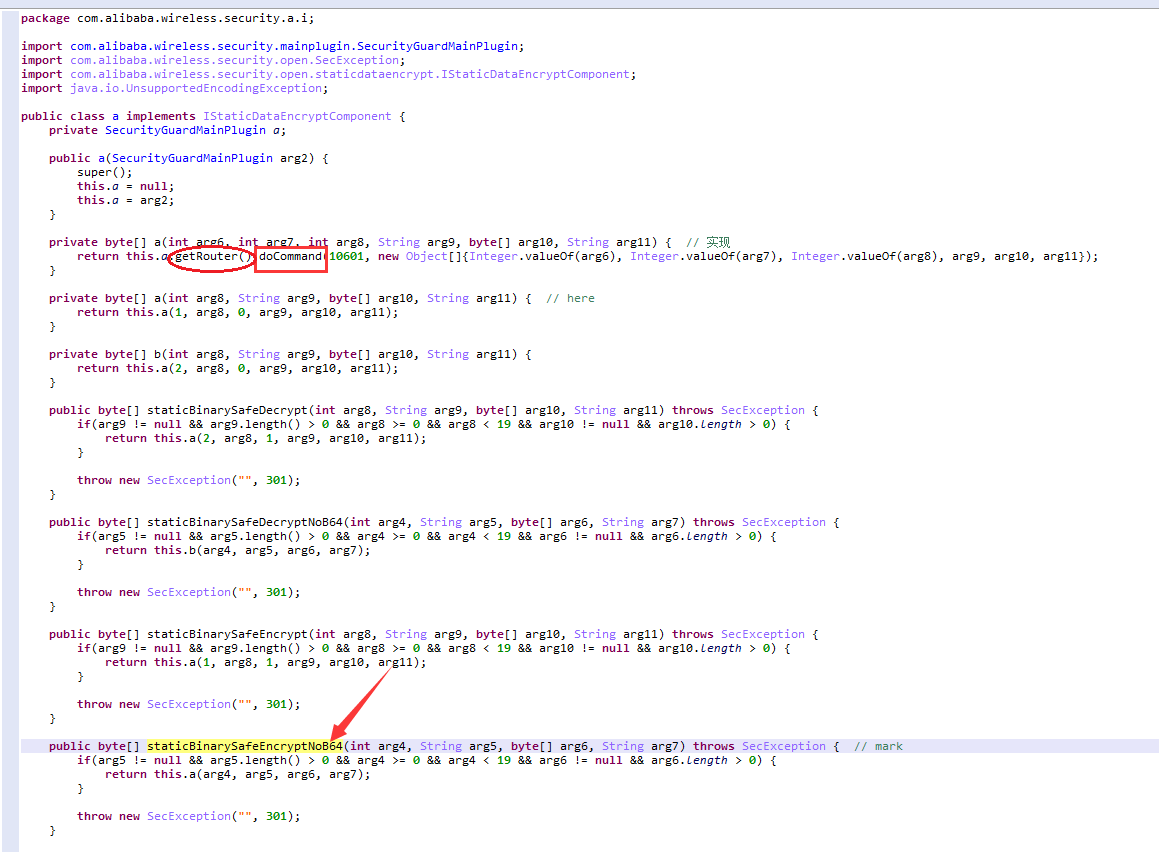 package com.alibaba.wireless.security.a.i;
import com.alibaba.wireless.security.mainplugin.SecurityGuardMainPlugin;
import com.alibaba.wireless.security.open.SecException;
import com.alibaba.wireless.security.open.staticdataencrypt.IStaticDataEncryptComponent;
import java.io.UnsupportedEncodingException;
public class a implements IStaticDataEncryptComponent {
private SecurityGuardMainPlugin a;
public a(SecurityGuardMainPlugin arg2) {
super();
this.a = null;
this.a = arg2;
}
private byte[] a(int arg6, int arg7, int arg8, String arg9, byte[] arg10, String arg11) {  // 实现
return this.a.getRouter().doCommand(10601, new Object[]{Integer.valueOf(arg6), Integer.valueOf(arg7), Integer.valueOf(arg8), arg9, arg10, arg11});
}
private byte[] a(int arg8, String arg9, byte[] arg10, String arg11) {  // here
return this.a(1, arg8, 0, arg9, arg10, arg11);
}
private byte[] b(int arg8, String arg9, byte[] arg10, String arg11) {
return this.a(2, arg8, 0, arg9, arg10, arg11);
}
public byte[] staticBinarySafeDecrypt(int arg8, String arg9, byte[] arg10, String arg11) throws SecException {
if(arg9 != null && arg9.length() > 0 && arg8 >= 0 && arg8 < 19 && arg10 != null && arg10.length > 0) {
return this.a(2, arg8, 1, arg9, arg10, arg11);
}
throw new SecException("", 301);
}
public byte[] staticBinarySafeDecryptNoB64(int arg4, String arg5, byte[] arg6, String arg7) throws SecException {
if(arg5 != null && arg5.length() > 0 && arg4 >= 0 && arg4 < 19 && arg6 != null && arg6.length > 0) {
return this.b(arg4, arg5, arg6, arg7);
}
throw new SecException("", 301);
}
public byte[] staticBinarySafeEncrypt(int arg8, String arg9, byte[] arg10, String arg11) throws SecException {
if(arg9 != null && arg9.length() > 0 && arg8 >= 0 && arg8 < 19 && arg10 != null && arg10.length > 0) {
return this.a(1, arg8, 1, arg9, arg10, arg11);
}
throw new SecException("", 301);
}
public byte[] staticBinarySafeEncryptNoB64(int arg4, String arg5, byte[] arg6, String arg7) throws SecException {  // mark
if(arg5 != null && arg5.length() > 0 && arg4 >= 0 && arg4 < 19 && arg6 != null && arg6.length > 0) {
return this.a(arg4, arg5, arg6, arg7);
}
throw new SecException("", 301);
}